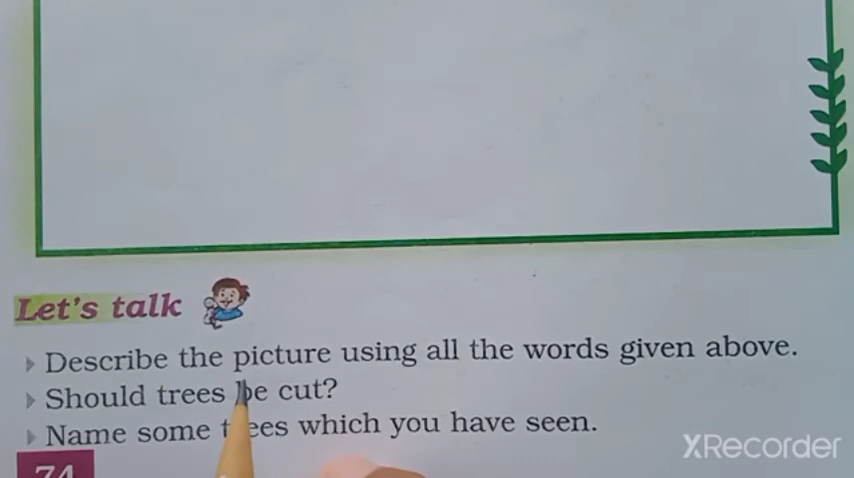 Let's talk
Describe the picture using all the words given above.
Should trees be cut?
Name some trees which you have seen.
74
XRecorder